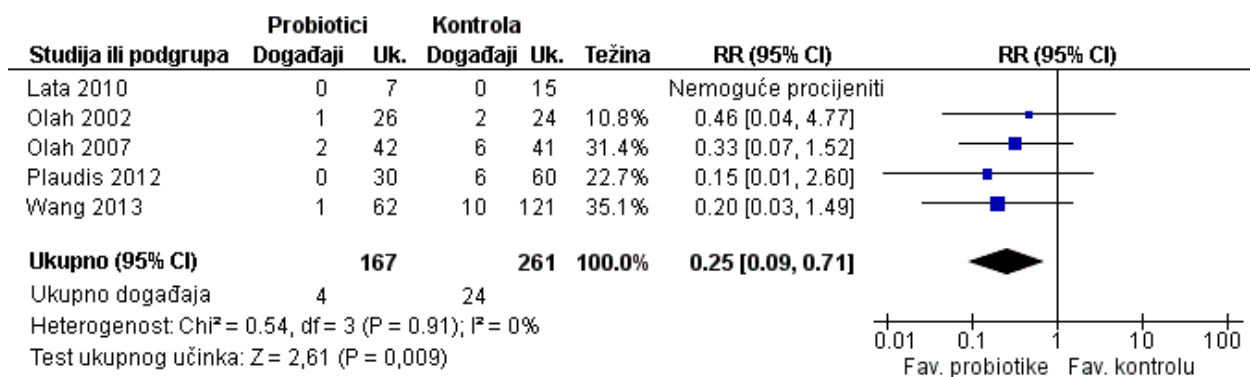 Probiotici Kontrola
Studija ili podgrupa Događaji Uk. Događaji Uk. Težina RR (95% CI) RR (95% CI)
Lata 2010 0 7 0 15 Nemoguće procijeniti
Olah 2002 1 26 2 24 10.8% 0.46 [0.04, 4.77]
Olah 2007 2 42 6 41 31.4% 0.33 [0.07, 1.52]
Plaudis 2012 0 30 6 60 22.7% 0.15 [0.01, 2.60]
Wang 2013 1 62 10 121 35.1% 0.20 [0.03, 1.49]
Ukupno (95% CI) 167 261 100.0% 0.25 [0.09, 0.71]
Ukupno događaja 4 24
Heterogenost: Chi² = 0.54, df = 3 (P = 0.91); I² = 0%
Test ukupnog učinka: Z = 2,61 (P = 0,009)
0.01 0.1 1 10 100
Fav. probiotike Fav. kontrolu